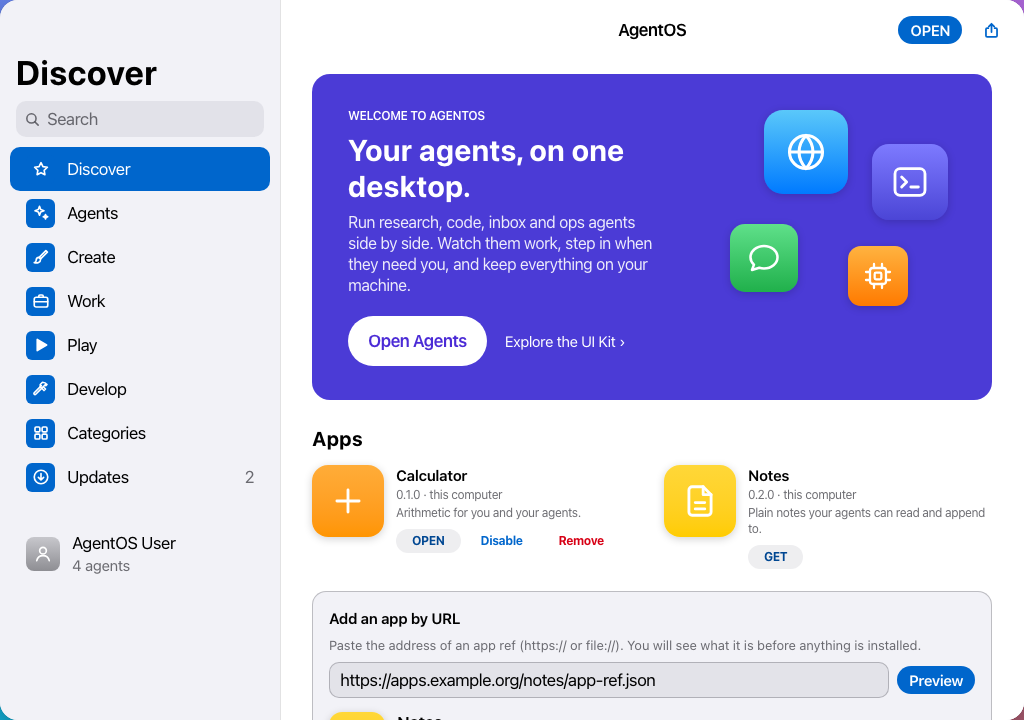 Discover
Search
Discover
Agents
Create
Work
Play
Develop
Categories
Updates 2
AgentOS User
4 agents
AgentOS
OPEN
WELCOME TO AGENTOS
Your agents, on one
desktop.
Run research, code, inbox and ops agents
side by side. Watch them work, step in when
they need you, and keep everything on your
machine.
Open Agents
Explore the UI Kit ›
Apps
Calculator
0.1.0 · this computer
Arithmetic for you and your agents.
OPEN Disable Remove
Notes
0.2.0 · this computer
Plain notes your agents can read and append
to.
GET
Add an app by URL
Paste the address of an app ref (https:// or file://). You will see what it is before anything is installed.
https://apps.example.org/notes/app-ref.json
Preview
Notes